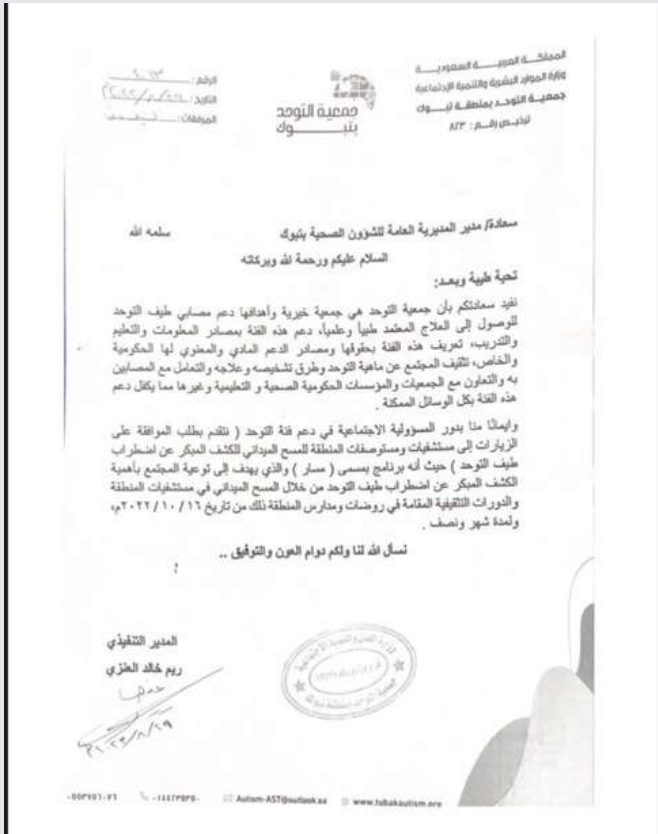 المملكة العربية السعودية
وزارة الموارد البشرية والتنمية الاجتماعية
جمعية التوحد بمنطقة تبوك
ترخيص رقم : ٨٢٣
جمعية التوحد
بتبوك
الرقم :
التاريخ :
المرفقات :
سعادة/ مدير المديرية العامة للشؤون الصحية بتبوك سلمه الله
السلام عليكم ورحمة الله وبركاته
تحية طيبة وبعد:
نفيد سعادتكم بأن جمعية التوحد هي جمعية خيرية وأهدافها دعم مصابي طيف التوحد
للوصول إلى العلاج المعتمد طبياً وعلمياً، دعم هذه الفئة بمصادر المعلومات والتعليم
والتدريب، تعريف هذه الفئة بحقوقها ومصادر الدعم المادي والمعنوي لها الحكومية
والخاص، تثقيف المجتمع عن ماهية التوحد وطرق تشخيصه وعلاجه والتعامل مع المصابين
به والتعاون مع الجمعيات والمؤسسات الحكومية الصحية و التعليمية وغيرها مما يكفل دعم
هذه الفئة بكل الوسائل الممكنة .
وايمانًا منا بدور المسؤولية الاجتماعية في دعم فئة التوحد ( نتقدم بطلب الموافقة على
الزيارات إلى مستشفيات ومستوصفات المنطقة للمسح الميداني للكشف المبكر عن اضطراب
طيف التوحد ) حيث أنه برنامج يسمى ( مسار ) والذي يهدف إلى توعية المجتمع بأهمية
الكشف المبكر عن اضطراب طيف التوحد من خلال المسح الميداني في مستشفيات المنطقة
والدورات التثقيفية المقامة في روضات ومدارس المنطقة ذلك من تاريخ ١٦ / ١٠ / ٢٠٢٢م،
ولمدة شهر ونصف .
نسأل الله لنا ولكم دوام العون والتوفيق ..
المدير التنفيذي
ريم خالد العنزي
Autism-AST@outlook.sa
www.tabukautism.org